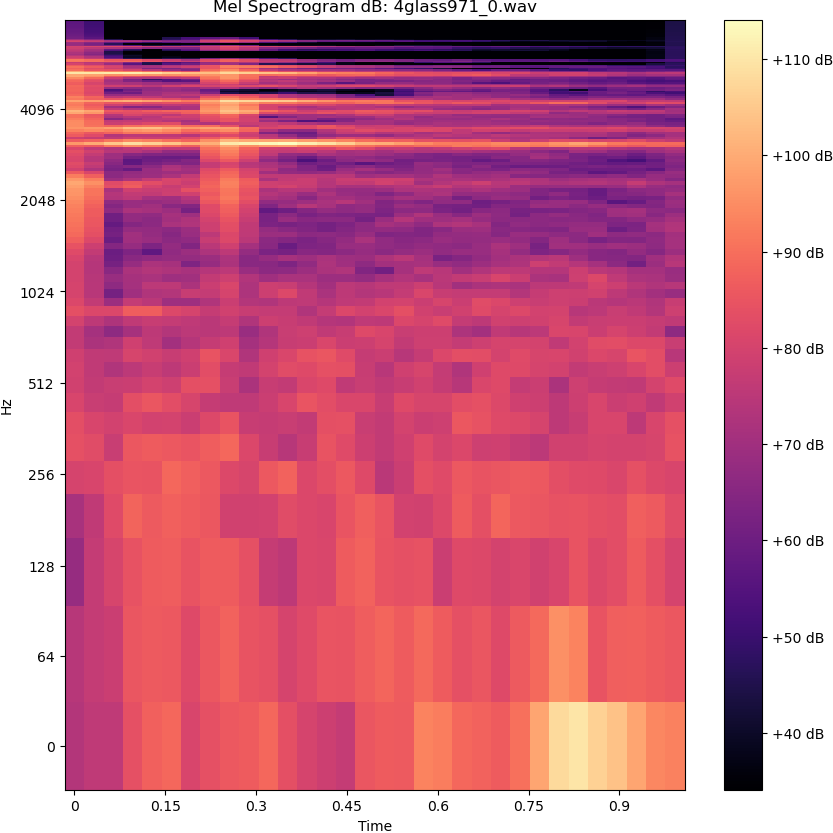 Mel Spectrogram dB: 4glass971_0.wav
+110 dB
4096
+100 dB
2048
+90 dB
1024
+80 dB
512
Hz
+70 dB
256
+60 dB
128
+50 dB
64
+40 dB
0
0 0.15 0.3 0.45 0.6 0.75 0.9
Time